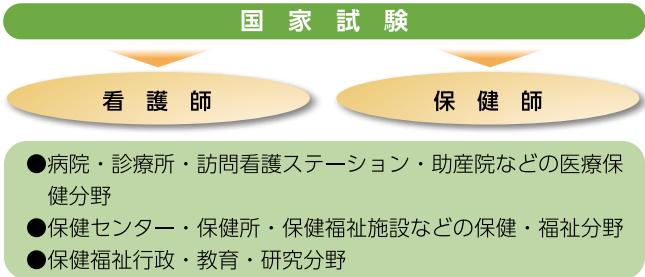 国家試験
看護師
保健師
●病院・診療所・訪問看護ステーション・助産院などの医療保
健分野
●保健センター・保健所・保健福祉施設などの保健・福祉分野
●保健福祉行政・教育・研究分野